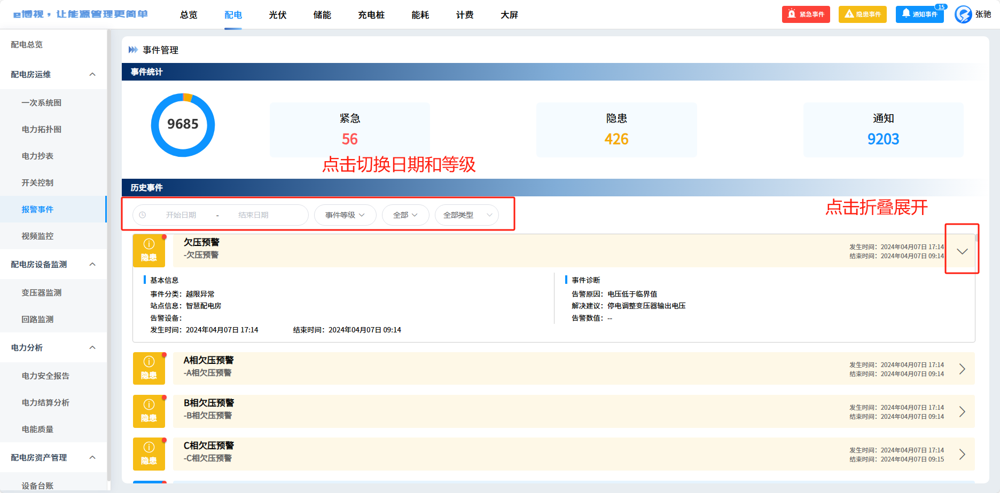 e博视，让能源管理更简单
总览
配电
光伏
储能
充电桩
能耗
计费
大屏
紧急事件
隐患事件
通知事件
15
张驰
配电总览
配电房运维
一次系统图
电力拓扑图
电力抄表
开关控制
报警事件
视频监控
配电房设备监测
变压器监测
回路监测
电力分析
电力安全报告
电力结算分析
电能质量
配电房资产管理
设备台账
事件管理
事件统计
9685
紧急
56
隐患
426
通知
9203
点击切换日期和等级
历史事件
点击折叠展开
开始日期 - 结束日期
事件等级
全部
全部类型
隐患
欠压预警
-欠压预警
发生时间：2024年04月07日 17:14
结束时间：2024年04月07日 09:14
基本信息
事件分类：越限异常
站点信息：智慧配电房
告警设备：
发生时间：2024年04月07日 17:14 结束时间：2024年04月07日 09:14
事件诊断
告警原因：电压低于临界值
解决建议：停电调整变压器输出电压
告警数值：--
隐患
A相欠压预警
-A相欠压预警
发生时间：2024年04月07日 17:14
结束时间：2024年04月07日 09:14
隐患
B相欠压预警
-B相欠压预警
发生时间：2024年04月07日 17:14
结束时间：2024年04月07日 09:14
隐患
C相欠压预警
-C相欠压预警
发生时间：2024年04月07日 17:14
结束时间：2024年04月07日 09:15